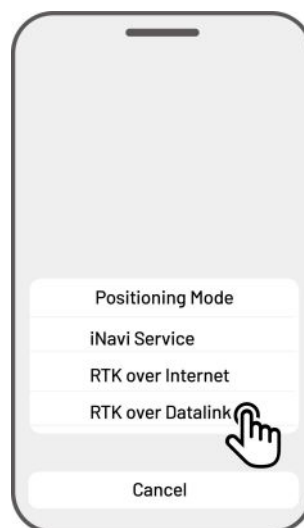 Positioning Mode
iNavi Service
RTK over Internet
RTK over Datalink
Cancel